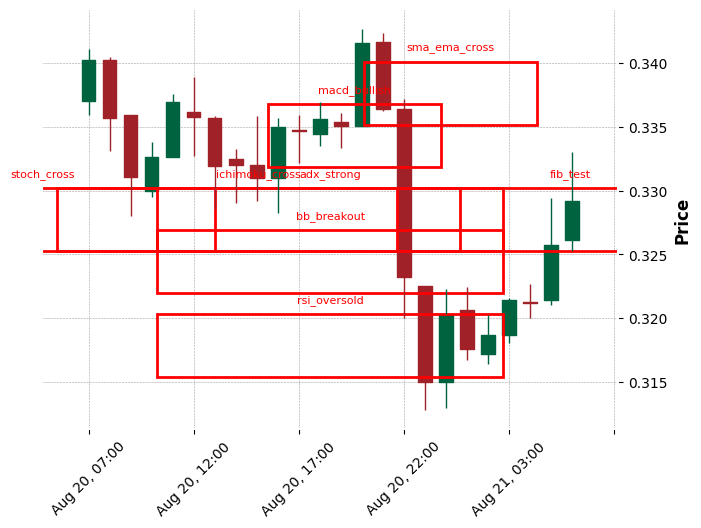 sma_ema_cross
0.340
macd_bullish
0.335
stoch_cross
ichimoku_cross
adx_strong
fib_test
0.330
bb_breakout
Price
0.325
rsi_oversold
0.320
0.315
Aug 20, 07:00
Aug 20, 12:00
Aug 20, 17:00
Aug 20, 22:00
Aug 21, 03:00